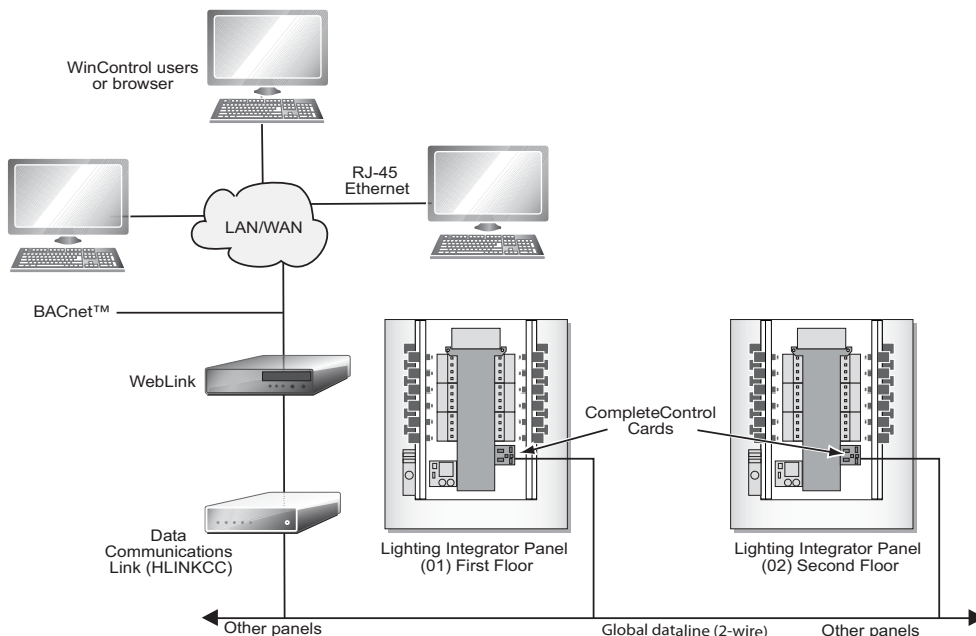 WinControl users
or browser
RJ-45
Ethernet
LAN/WAN
BACnet™
WebLink
CompleteControl
Cards
Data
Communications
Link (HLINKCC)
Lighting Integrator Panel
(01) First Floor
Lighting Integrator Panel
(02) Second Floor
Other panels
Global dataline (2-wire)
Other panels